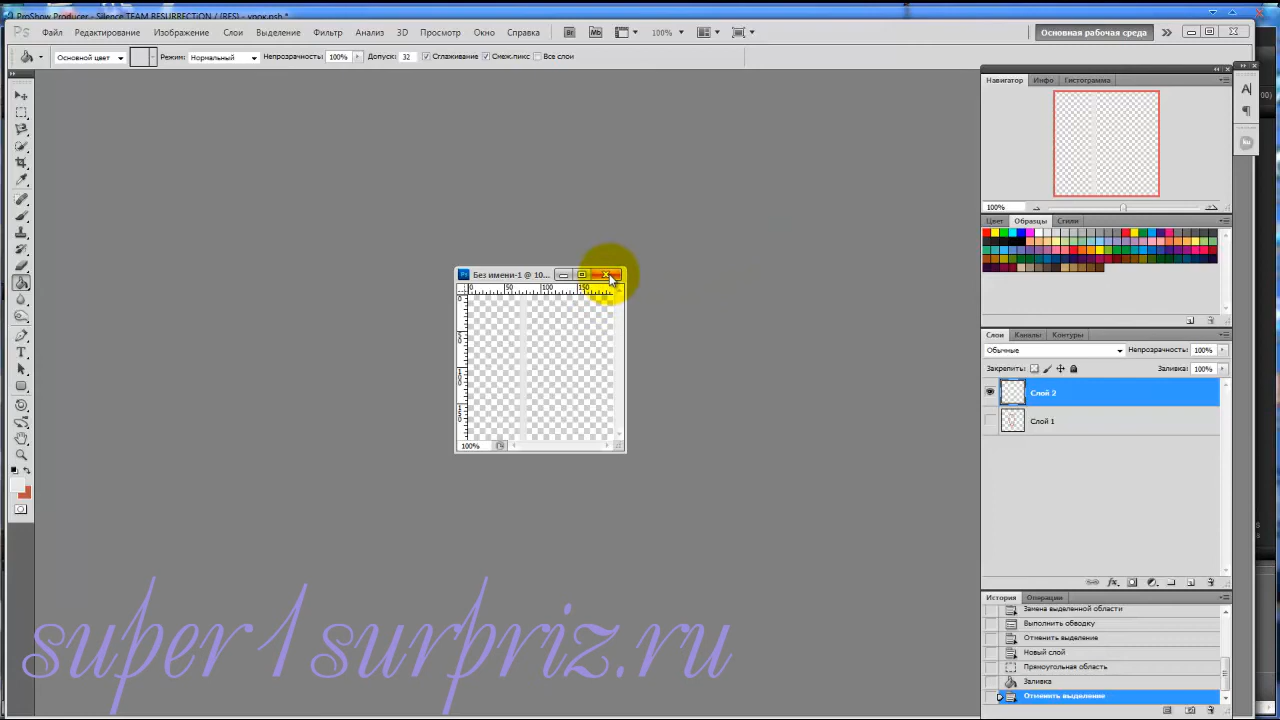 ProShow Producer - Silence TEAM RESURRECTION / (RES) - урок.psh *
Ps Файл Редактирование Изображение Слои Выделение Фильтр Анализ 3D Просмотр Окно Справка Br Mb 100% Основная рабочая среда
Основной цвет Режим: Нормальный Непрозрачность: 100% Допуск: 32 Сглаживание Смеж.пикс Все слои
Навигатор Инфо Гистограмма
100%
Цвет Образцы Стили
Без имени-1 @ 10...
0 50 100 150
100%
Слои Каналы Контуры
Обычные Непрозрачность: 100%
Закрепить: Заливка: 100%
Слой 2
Слой 1
История Операции
Замена выделенной области
Выполнить обводку
Отменить выделение
Новый слой
Прямоугольная область
Заливка
Отменить выделение